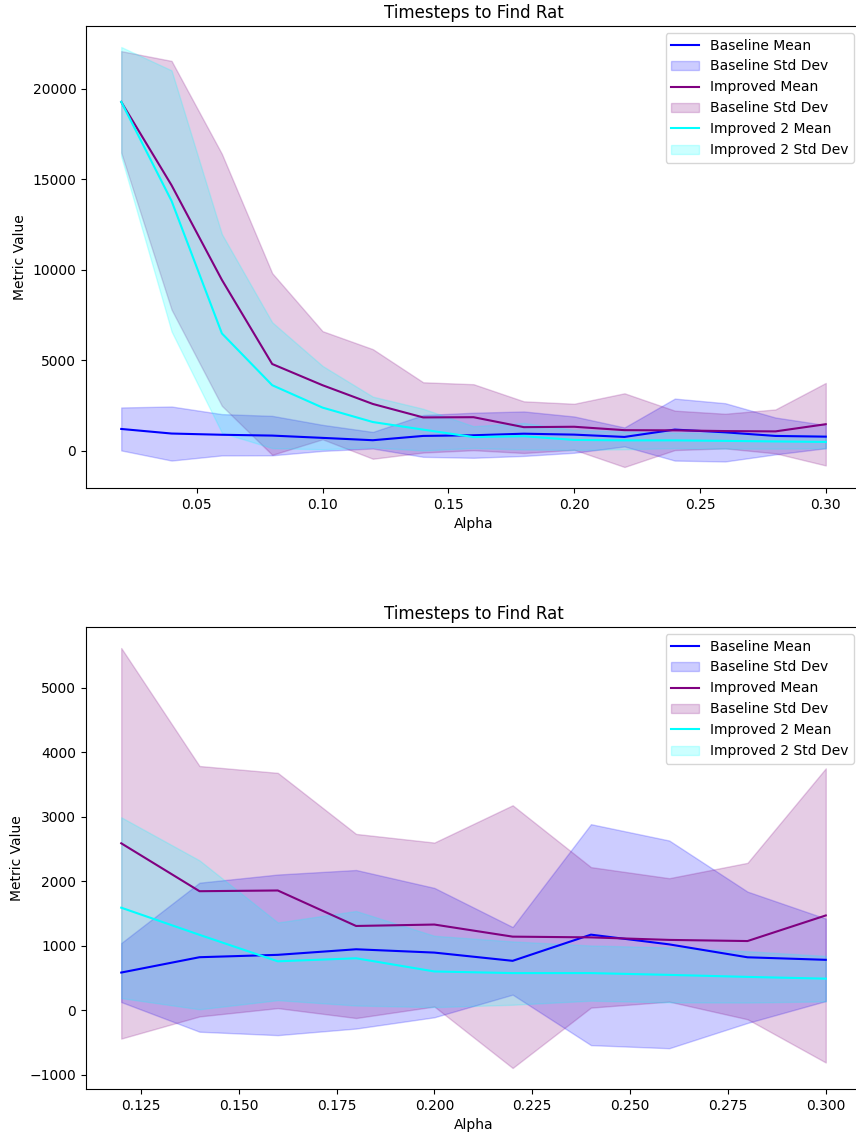 Timesteps to Find Rat
Baseline Mean
Baseline Std Dev
Improved Mean
Baseline Std Dev
Improved 2 Mean
Improved 2 Std Dev
20000
15000
10000
5000
0
Metric Value
0.05 0.10 0.15 0.20 0.25 0.30
Alpha
Timesteps to Find Rat
Baseline Mean
Baseline Std Dev
Improved Mean
Baseline Std Dev
Improved 2 Mean
Improved 2 Std Dev
5000
4000
3000
2000
1000
0
−1000
Metric Value
0.125 0.150 0.175 0.200 0.225 0.250 0.275 0.300
Alpha